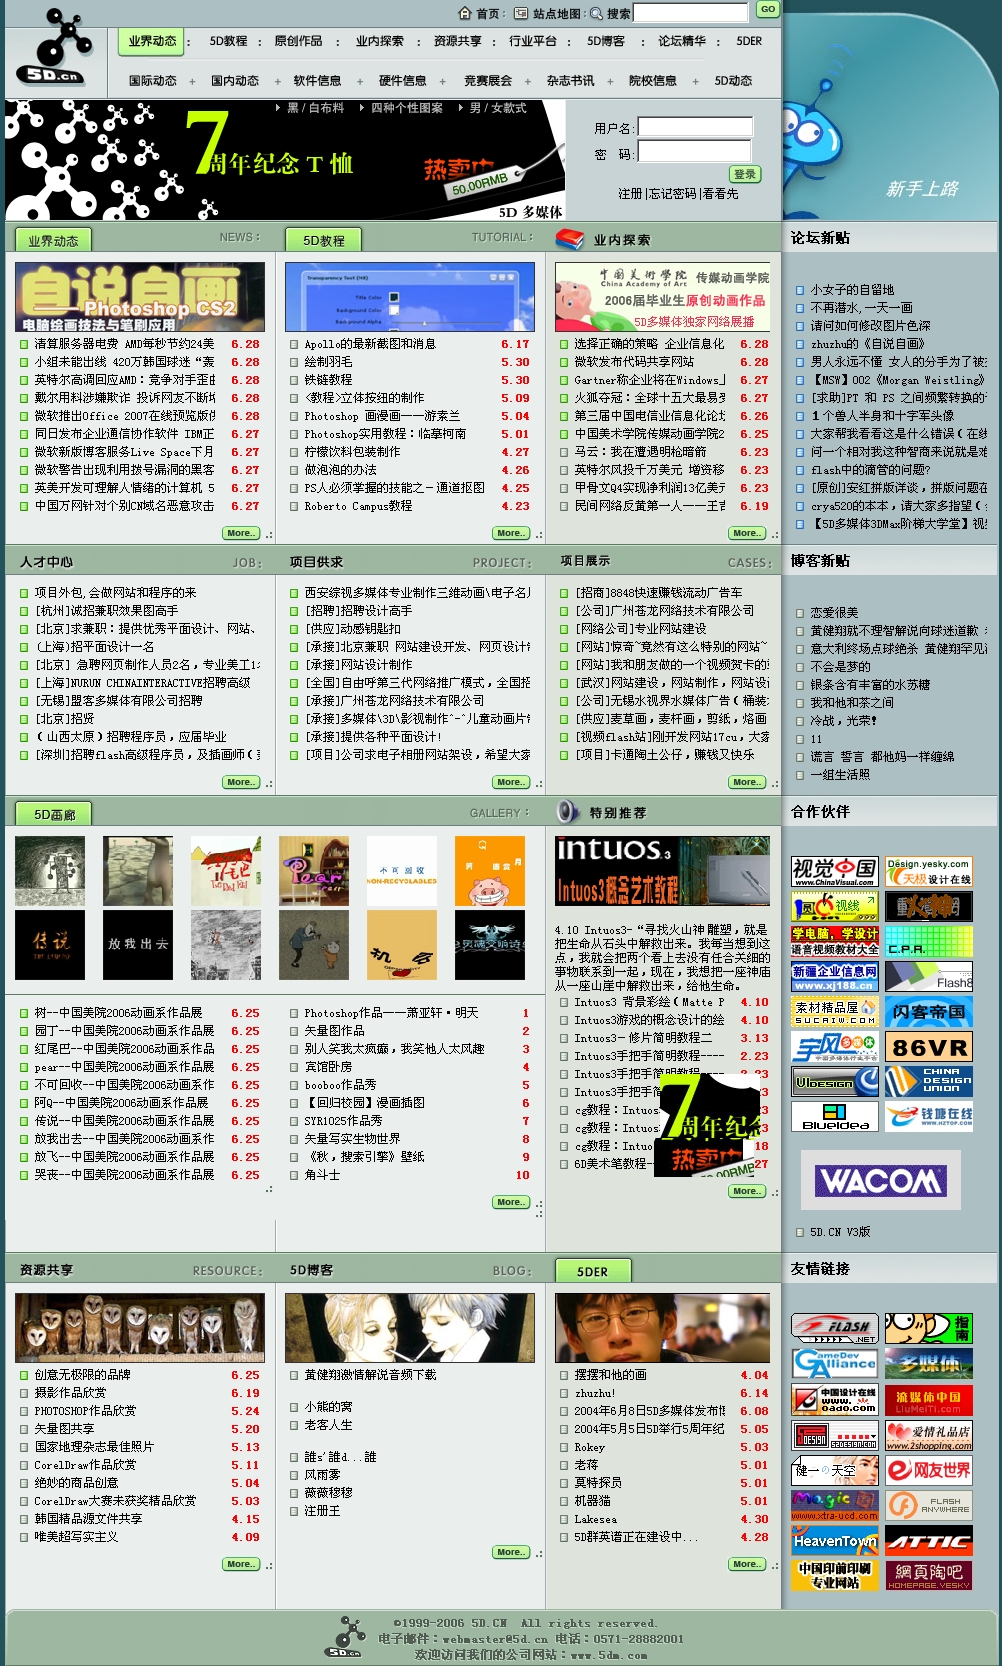 首页： 站点地图： 搜索 GO
5D.cn
业界动态 ： 5D教程 ： 原创作品 ： 业内探索 ： 资源共享 ： 行业平台 ： 5D博客 ： 论坛精华 ： 5DER
国际动态 + 国内动态 + 软件信息 + 硬件信息 + 竞赛展会 + 杂志书讯 + 院校信息 + 5D动态
黑/白布料 四种个性图案 男/女款式
7周年纪念 T 恤
热卖中
50.00RMB
5D 多媒体
用户名:
密 码:
登录
注册|忘记密码|看看先
新手上路
业界动态 NEWS：
自说自画
Photoshop CS2
电脑绘画技法与笔刷应用
清算服务器电费 AMD每秒节约24美 6.28
小组未能出线 420万韩国球迷“轰 6.28
英特尔高调回应AMD：竞争对手歪曲 6.28
戴尔用料涉嫌欺诈 投诉网友不断增 6.28
微软推出Office 2007在线预览版供 6.28
同日发布企业通信协作软件 IBM正 6.27
微软新版博客服务Live Space下月 6.27
微软警告出现利用拨号漏洞的黑客 6.27
英美开发可理解人情绪的计算机 5 6.27
中国万网针对个别CN域名恶意攻击 6.27
More..
5D教程 TUTORIAL：
Transparency Test (HE)
Title Color
Background Color
Background Alpha
Apollo的最新截图和消息 6.17
绘制羽毛 5.30
铁链教程 5.30
<教程>立体按纽的制作 5.09
Photoshop 画漫画——游素兰 5.04
Photoshop实用教程：临摹柯南 5.01
柠檬饮料包装制作 4.27
做泡泡的办法 4.26
PS人必须掌握的技能之－通道抠图 4.25
Roberto Campus教程 4.23
More..
业内探索
中国美术学院 传媒动画学院
China Academy of Art
2006届毕业生原创动画作品
5D多媒体独家网络展播
选择正确的策略 企业信息化 6.28
微软发布代码共享网站 6.28
Gartner称企业将在Windows 6.27
火狐夺冠：全球十五大最易受 6.27
第三届中国电信业信息化论坛 6.26
中国美术学院传媒动画学院2 6.25
马云：我在遭遇明枪暗箭 6.23
英特尔风投千万美元 增资移 6.23
甲骨文Q4实现净利润13亿美元 6.23
民间网络反黄第一人——王吉 6.19
More..
论坛新贴
小女子的自留地
不再潜水,一天一画
请问如何修改图片色深
zhuzhu的《自说自画》
男人永远不懂 女人的分手为了被
【MSW】002《Morgan Weistling》
[求助]PT 和 PS 之间频繁转换的
１个兽人半身和十字军头像
大家帮我看看这是什么错误（在线
问一个相对我这种智商来说就是难
flash中的滴管的问题?
[原创]安红拼版详谈，拼版问题在
crya520的本本，请大家多指望（
【5D多媒体3DMax阶梯大学堂】视
人才中心 JOB：
项目外包,会做网站和程序的来
[杭州]诚招兼职效果图高手
[北京]求兼职：提供优秀平面设计、网站、
(上海)招平面设计一名
[北京] 急聘网页制作人员2名，专业美工1
[上海]NURUN CHINAINTERACTIVE招聘高级
[无锡]盟客多媒体有限公司招聘
[北京]招贤
（山西太原）招聘程序员，应届毕业
[深圳]招聘flash高级程序员，及插画师（
More..
项目供求 PROJECT：
西安综视多媒体专业制作三维动画\电子名片
[招聘]招聘设计高手
[供应]动感钥匙扣
[承接]北京兼职 网站建设开发、网页设计制
[承接]网站设计制作
[全国]自由呼第三代网络推广模式，全国招
[承接]广州苍龙网络技术有限公司
[承接]多媒体\3D\影视制作^-^儿童动画片
[承接]提供各种平面设计!
[项目]公司求电子相册网站架设，希望大家
More..
项目展示 CASES：
[招商]8848快速赚钱流动广告车
[公司]广州苍龙网络技术有限公司
[网络公司]专业网站建设
[网站]惊奇~竟然有这么特别的网站~
[网站]我和朋友做的一个视频贺卡的
[武汉]网站建设，网站制作，网站设计
[公司]无锡水视界水媒体广告（桶装
[供应]麦草画，麦杆画，剪纸，烙画
[视频flash站]刚开发网站17cu，大家
[项目]卡通陶土公仔，赚钱又快乐
More..
博客新贴
恋爱很美
黄健翔就不理智解说向球迷道歉
意大利终场点球绝杀 黄健翔罕见
不会是梦的
银条含有丰富的水苏糖
我和他和茶之间
冷战，光荣!
11
谎言 誓言 都他妈一样缠绵
一组生活照
5D画廊 GALLERY：
Pear
不可回收
NON-RECYCLABLES
传说
放我出去
树--中国美院2006动画系作品展 6.25
园丁--中国美院2006动画系作品展 6.25
红尾巴--中国美院2006动画系作品 6.25
pear--中国美院2006动画系作品展 6.25
不可回收--中国美院2006动画系作 6.25
阿Q--中国美院2006动画系作品展 6.25
传说--中国美院2006动画系作品展 6.25
放我出去--中国美院2006动画系作 6.25
放飞--中国美院2006动画系作品展 6.25
哭丧--中国美院2006动画系作品展 6.25
Photoshop作品——萧亚轩·明天 1
矢量图作品 2
别人笑我太疯癫，我笑他人太风趣 3
宾馆卧房 4
booboo作品秀 5
【回归校园】漫画插图 6
SYR1025作品秀 7
矢量写实生物世界 8
《秋，搜索引擎》壁纸 9
角斗士 10
More..
特别推荐
intuos3
Intuos3概念艺术教程
4.10 Intuos3-“寻找火山神雕塑，就是
把生命从石头中解救出来。我每当想到这
点，我就会把两个看上去没有任合关细的
事物联系到一起，现在，我想把一座神庙
从一座山崖中解救出来，给他生命。
Intuos3 背景彩绘（Matte P 4.10
Intuos3游戏的概念设计的绘 4.10
Intuos3－修片简明教程二 3.13
Intuos3手把手简明教程---- 2.23
Intuos3手把手简明教程----
Intuos3手把手简
cg教程：Intuos
cg教程：Intuos
cg教程：Intuo 18
6D美术笔教程- 27
7周年纪念
热卖中
50.00RMB
More..
合作伙伴
视觉中国
www.ChinaVisual.com
Design.yesky.com
天极设计在线
视线
火神
学电脑，学设计
语音视频教材大全
C.P.R.
新疆企业信息网
www.xj188.cn
Flash8
素材精品屋
SUCAIW.COM
闪客帝国
宇风多媒体
86VR
UIdesign
CHINA DESIGN UNION
BlueIdea
钱塘在线
WWW.HZTOP.COM
WACOM
5D.CN V3版
资源共享 RESOURCE：
创意无极限的品牌 6.25
摄影作品欣赏 6.19
PHOTOSHOP作品欣赏 5.24
矢量图共享 5.20
国家地理杂志最佳照片 5.13
CorelDraw作品欣赏 5.11
绝妙的商品创意 5.04
CorelDraw大赛未获奖精品欣赏 5.03
韩国精品源文件共享 4.15
唯美超写实主义 4.09
More..
5D博客 BLOG：
黄健翔激情解说音频下载
小能的窝
老客人生
誰s'誰d...誰
风雨雾
薇薇穆穆
注册王
More..
5DER
摆摆和他的画 4.04
zhuzhu! 6.14
2004年6月8日5D多媒体发布 6.08
2004年5月5日5D举行5周年纪 5.05
Rokey 5.03
老蒋 5.01
莫特探员 5.01
机器猫 5.01
Lakesea 4.30
5D群英谱正在建设中... 4.28
More..
友情链接
FLASH .NET
指南
GameDev Alliance
多媒体
中国设计在线
www.oado.com
流媒体中国
LiuMeiTi.com
DESIGN
52DESIGN.COM
爱情礼品店
www.2shopping.com
健一の天空
网友世界
Magic
www.xtra-ucd.com
FLASH ANYWHERE
HeavenTown
ATTIC
中国印前印刷
专业网站
網頁陶吧
HOMEPAGE.YESKY
5D.cn
©1999-2006 5D.CN All rights reserved.
电子邮件：webmaster@5d.cn 电话：0571-28882001
欢迎访问我们的公司网站：www.5dm.com